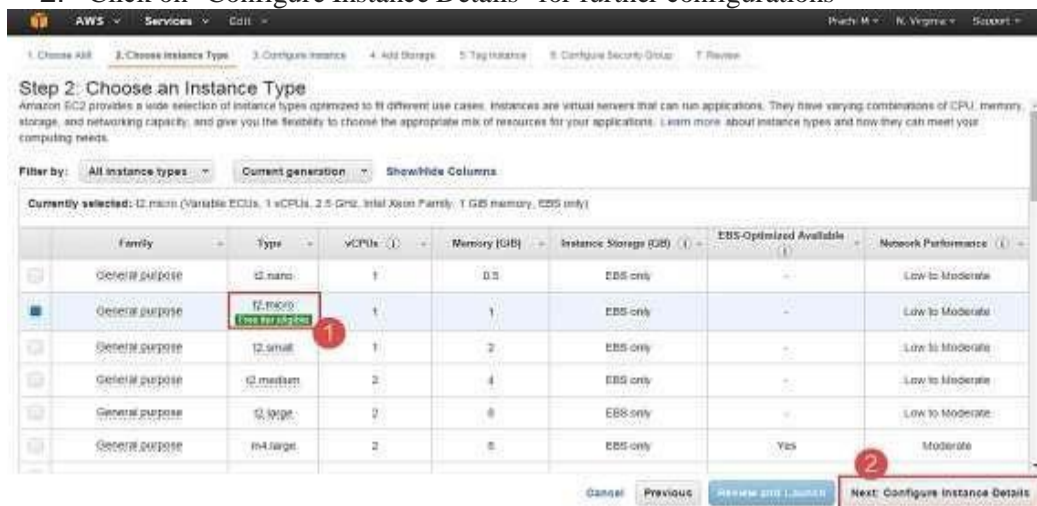 2. Click on "Configure Instance Details" for further configurations
AWS Services Edit Prachi M N. Virginia Support
1. Choose AMI 2. Choose Instance Type 3. Configure Instance 4. Add Storage 5. Tag Instance 6. Configure Security Group 7. Review
Step 2: Choose an Instance Type
Amazon EC2 provides a wide selection of instance types optimized to fit different use cases. Instances are virtual servers that can run applications. They have varying combinations of CPU, memory,
storage, and networking capacity, and give you the flexibility to choose the appropriate mix of resources for your applications. Learn more about instance types and how they can meet your
computing needs.
Filter by: All instance types Current generation Show/Hide Columns
Currently selected: t2.micro (Variable ECUs, 1 vCPUs, 2.5 GHz, Intel Xeon Family, 1 GiB memory, EBS only)
Family Type vCPUs Memory (GiB) Instance Storage (GB) EBS-Optimized Available Network Performance
General purpose t2.nano 1 0.5 EBS only - Low to Moderate
General purpose t2.micro 1 1 EBS only - Low to Moderate
Free tier eligible
1
General purpose t2.small 1 2 EBS only - Low to Moderate
General purpose t2.medium 2 4 EBS only - Low to Moderate
General purpose t2.large 2 8 EBS only - Low to Moderate
General purpose m4.large 2 8 EBS only Yes Moderate
2
Cancel Previous Review and Launch Next: Configure Instance Details